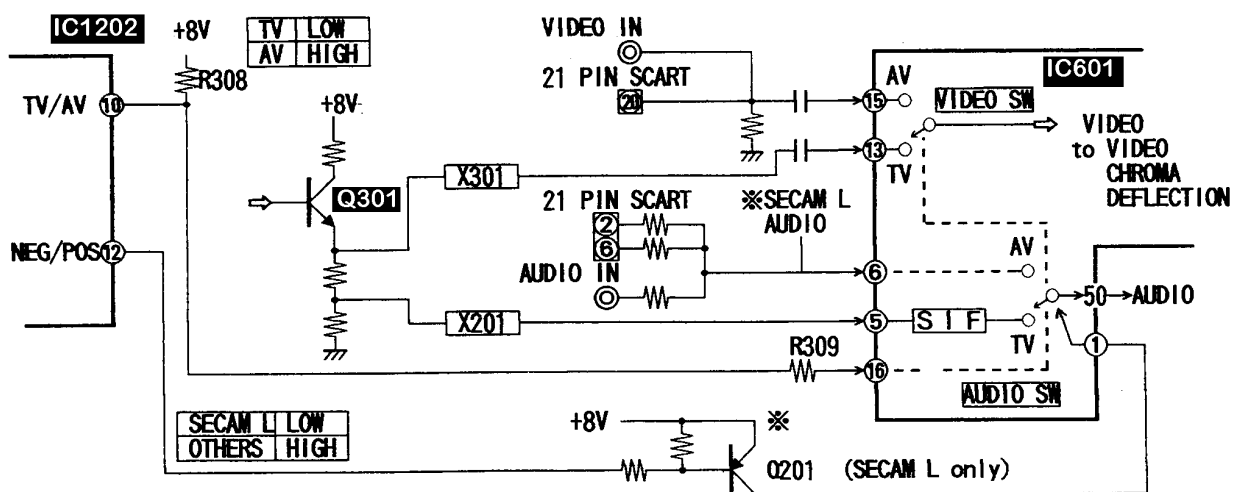 IC1202
+8V
TV LOW
AV HIGH
VIDEO IN
R308
21 PIN SCART
IC601
TV/AV
10
+8V
20
15
AV
VIDEO SW
VIDEO
to VIDEO
CHROMA
DEFLECTION
13
TV
X301
Q301
21 PIN SCART
※SECAM L
AUDIO
2
6
NEG/POS
12
AUDIO IN
6
AV
50
AUDIO
X201
5
SIF
TV
1
R309
16
AUDIO SW
SECAM L LOW
OTHERS HIGH
+8V
※
Q201 (SECAM L only)